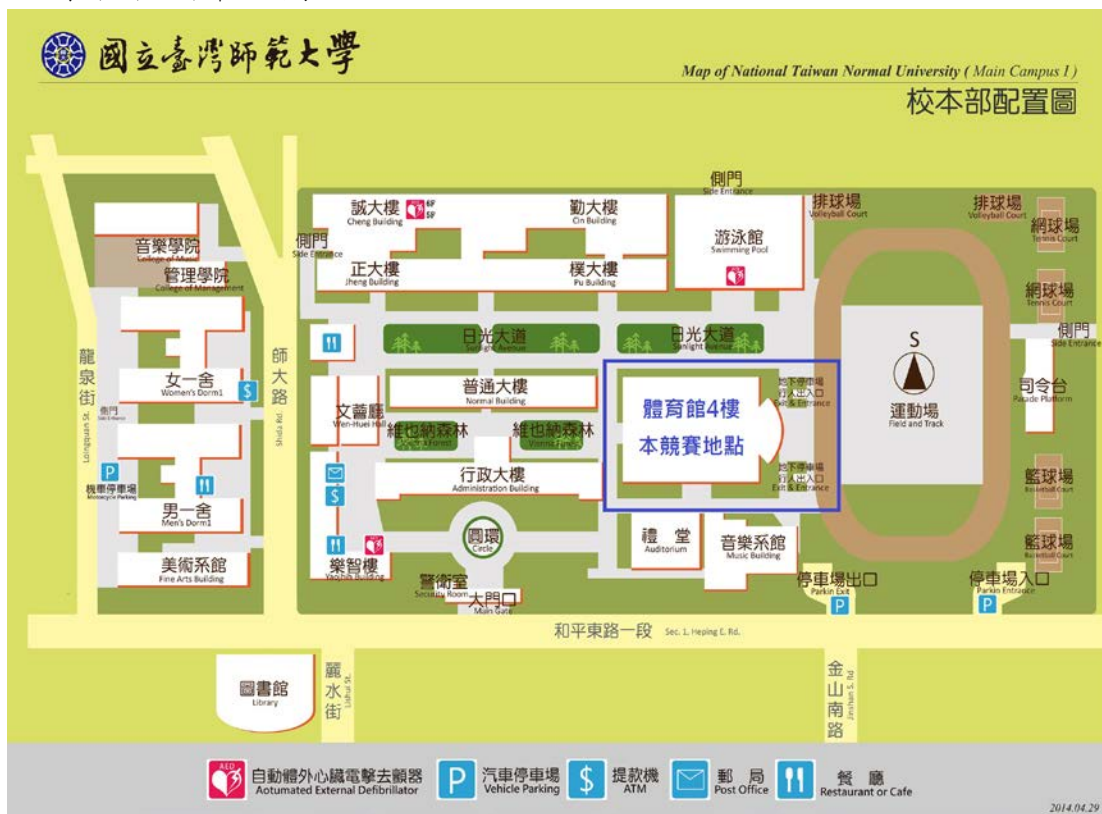 國立臺灣師範大學
Map of National Taiwan Normal University ( Main Campus I )
校本部配置圖
側門
Side Entrance
誠大樓
Cheng Building
6F
5F
勤大樓
Cin Building
游泳館
Swimming Pool
排球場
Volleyball Court
排球場
Volleyball Court
網球場
Tennis Court
音樂學院
College of Music
管理學院
College of Management
側門
Side Entrance
正大樓
Jheng Building
樸大樓
Pu Building
網球場
Tennis Court
側門
Side Entrance
日光大道
Sunlight Avenue
日光大道
Sunlight Avenue
S
龍泉街
師大路
Shida Rd.
女一舍
Women's Dorm1
側門
文薈廳
Wen-Huei Hall
普通大樓
Normal Building
維也納森林
維也納森林
體育館4樓
本競賽地點
地下停車場
行人出入口
Exit & Entrance
地下停車場
行人出入口
Exit & Entrance
運動場
Field and Track
司令台
Parade Platform
P
機車停車場
Motorcycle Parking
男一舍
Men's Dorm1
$
$
行政大樓
Administration Building
籃球場
Basketball Court
籃球場
Basketball Court
美術系館
Fine Arts Building
圓環
Circle
禮堂
Auditorium
音樂系館
Music Building
樂智樓
警衛室
Security Room
大門口
Main Gate
停車場出口
Parkin Exit
P
停車場入口
Parkin Entrance
P
和平東路一段 Sec. 1, Heping E. Rd.
圖書館
Library
麗水街
Lishui St.
金山南路
Jinshan S. Rd
AED
自動體外心臟電擊去顫器
Aotumated External Defibrillator
P
汽車停車場
Vehicle Parking
$
提款機
ATM
郵局
Post Office
餐廳
Restaurant or Cafe
2014.04.29